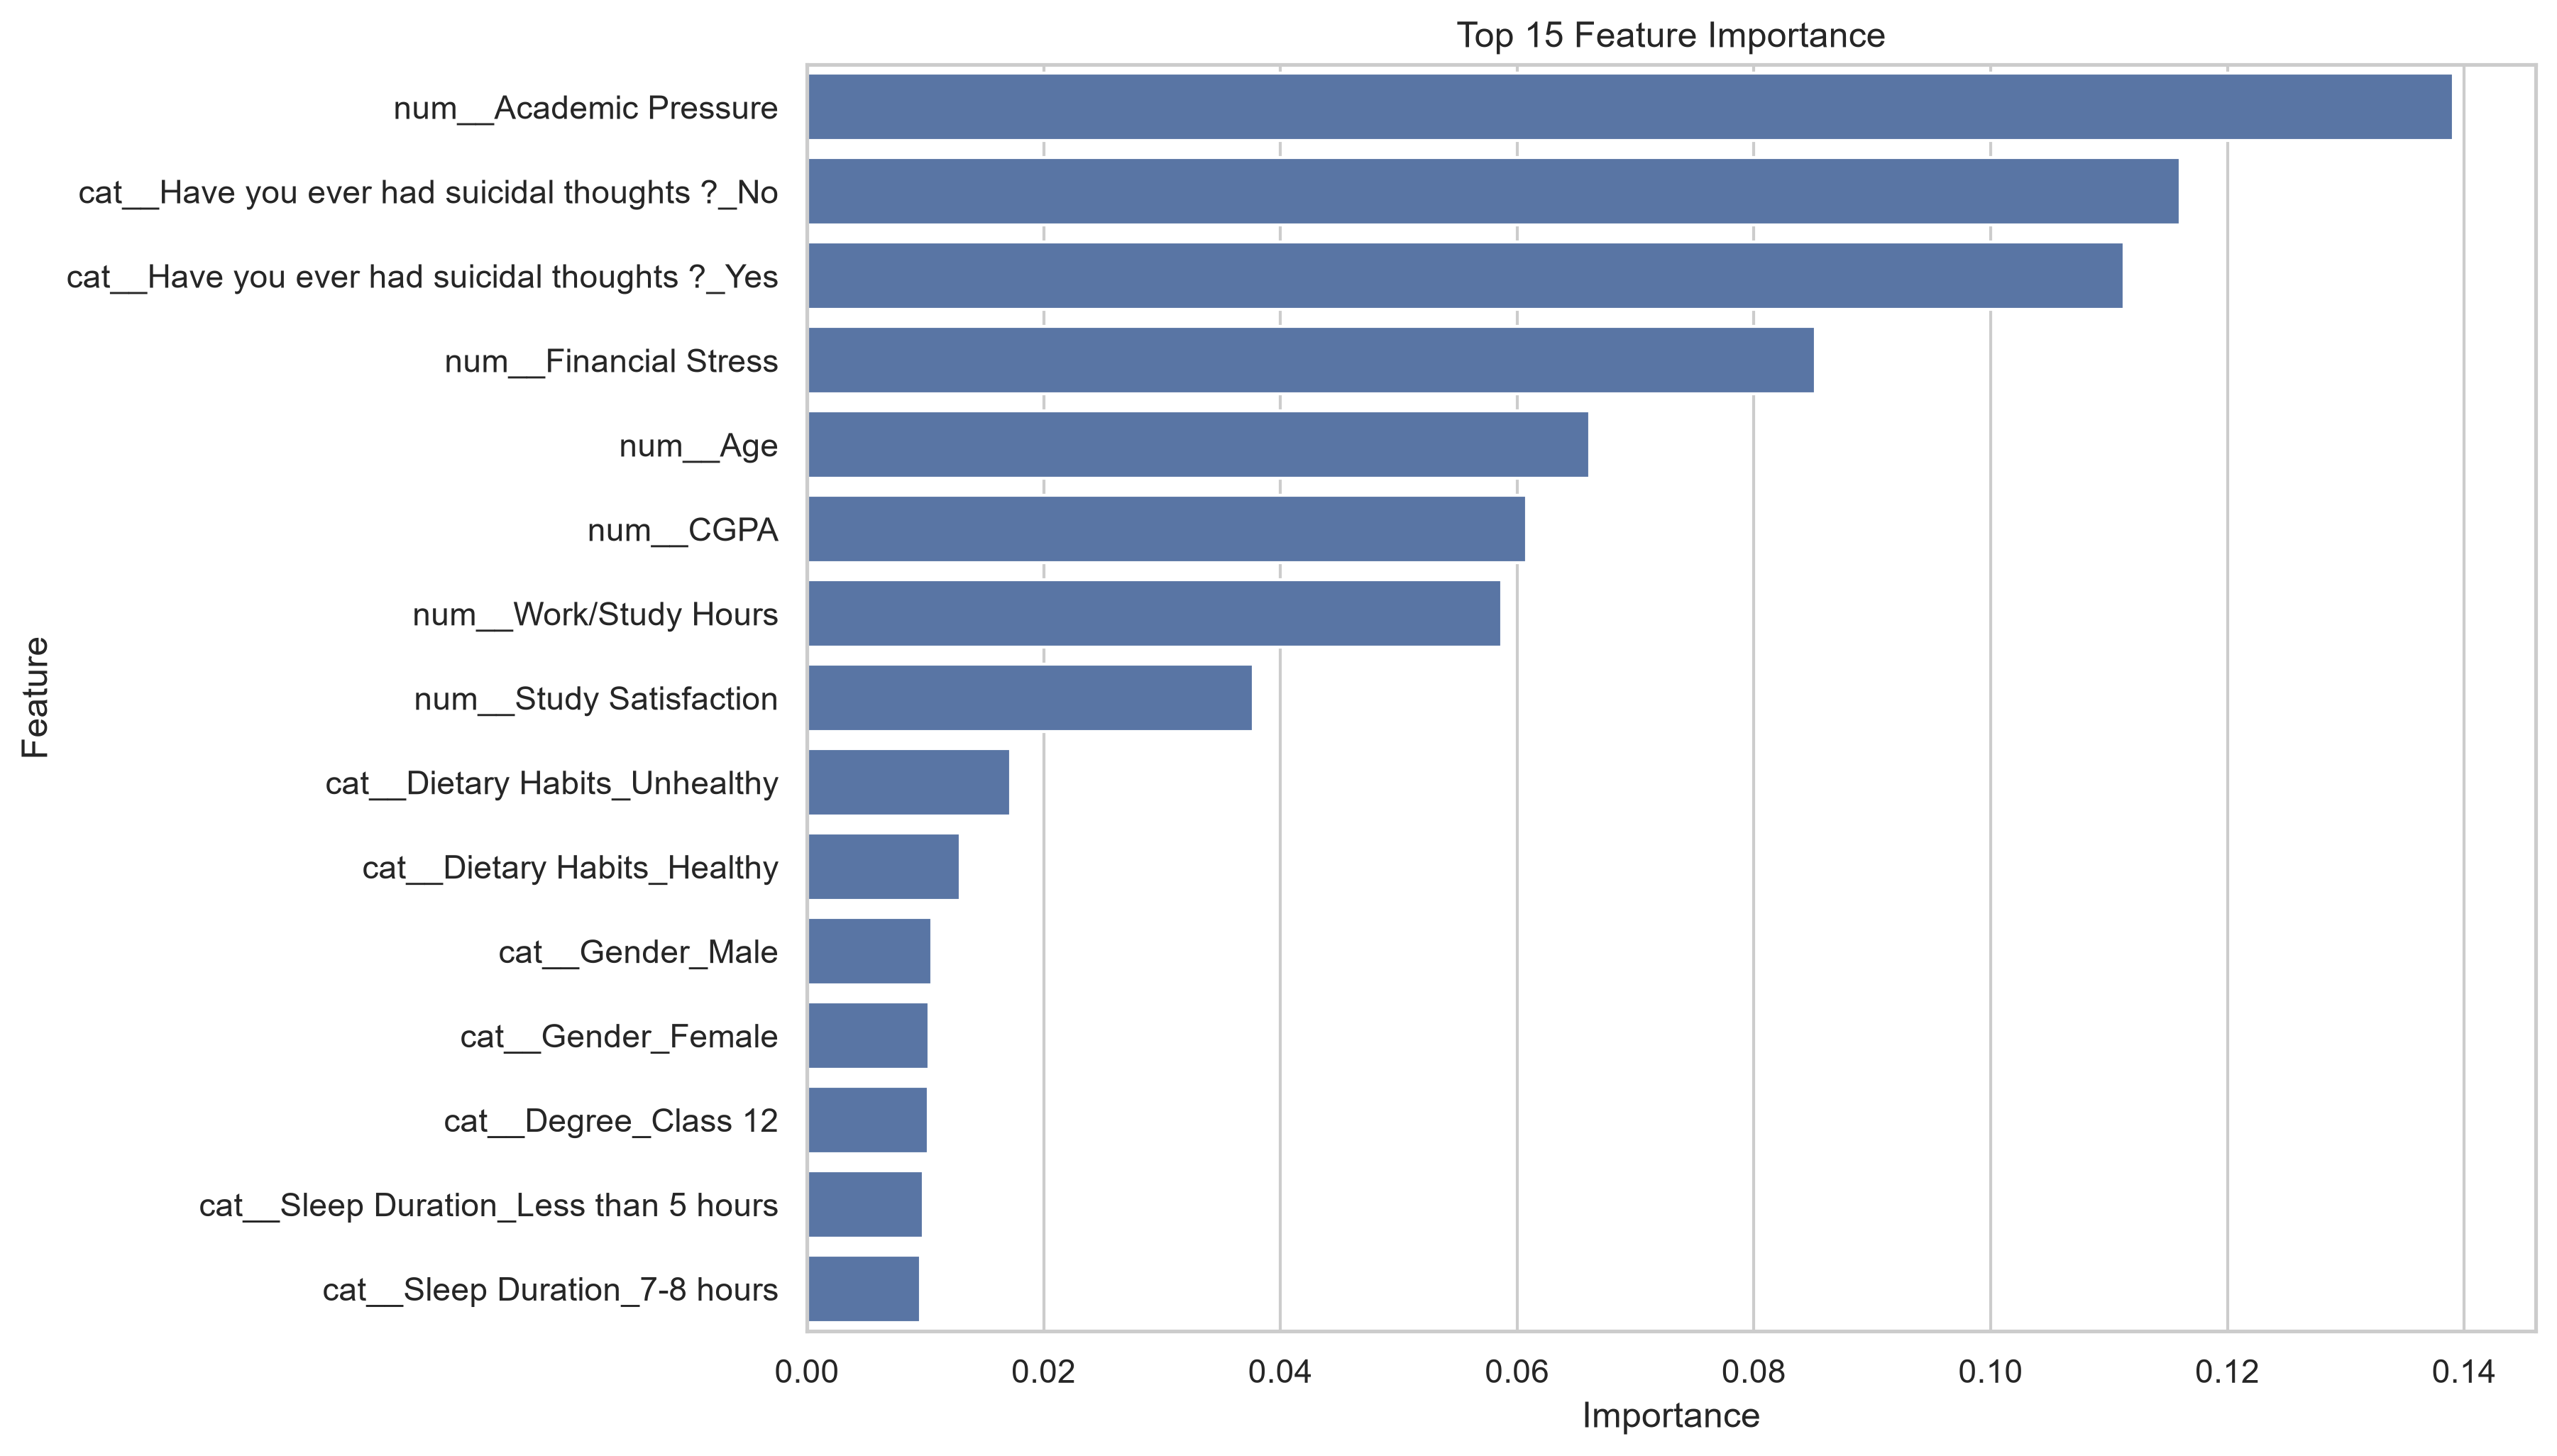 Top 15 Feature Importance
num__Academic Pressure
cat__Have you ever had suicidal thoughts ?_No
cat__Have you ever had suicidal thoughts ?_Yes
num__Financial Stress
num__Age
num__CGPA
num__Work/Study Hours
num__Study Satisfaction
cat__Dietary Habits_Unhealthy
cat__Dietary Habits_Healthy
cat__Gender_Male
cat__Gender_Female
cat__Degree_Class 12
cat__Sleep Duration_Less than 5 hours
cat__Sleep Duration_7-8 hours
Feature
0.00 0.02 0.04 0.06 0.08 0.10 0.12 0.14
Importance